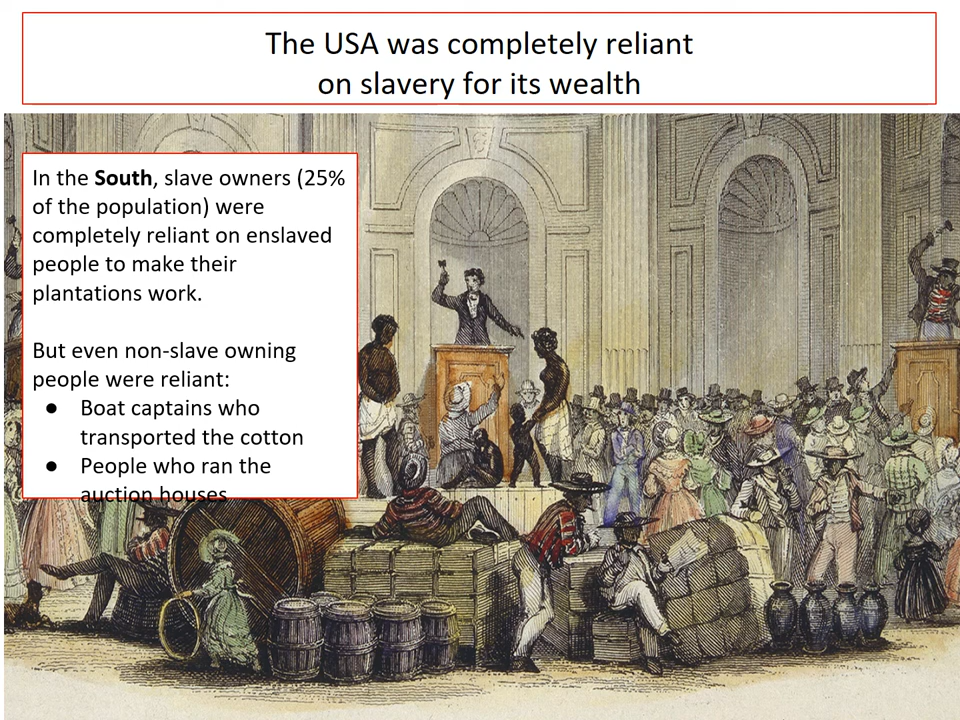 The USA was completely reliant
on slavery for its wealth
In the South, slave owners (25%
of the population) were
completely reliant on enslaved
people to make their
plantations work.
But even non-slave owning
people were reliant:
● Boat captains who
transported the cotton
● People who ran the
auction houses